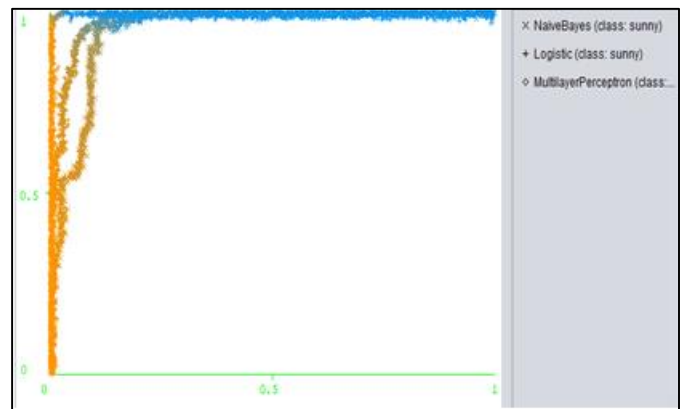 1
0.5
0
0
0.5
1
× NaiveBayes (class: sunny)
+ Logistic (class: sunny)
◇ MultilayerPerceptron (class:...